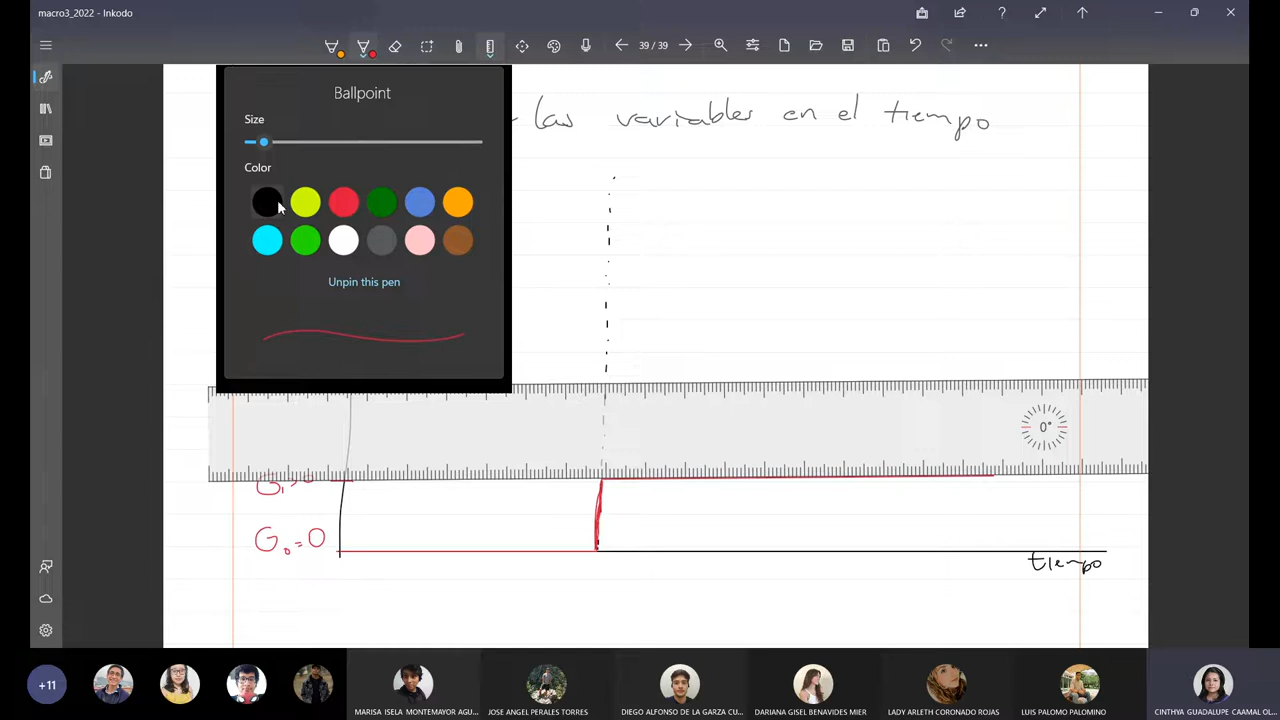 macro3_2022 - Inkodo
39 / 39
Ballpoint
Size
Color
Unpin this pen
las variables en el tiempo
0°
G₀=0
tiempo
+11
MARISA ISELA MONTEMAYOR AGU...
JOSE ANGEL PERALES TORRES
DIEGO ALFONSO DE LA GARZA CU...
DARIANA GISEL BENAVIDES MIER
LADY ARLETH CORONADO ROJAS
LUIS PALOMO PALOMINO
CINTHYA GUADALUPE CAAMAL OL...